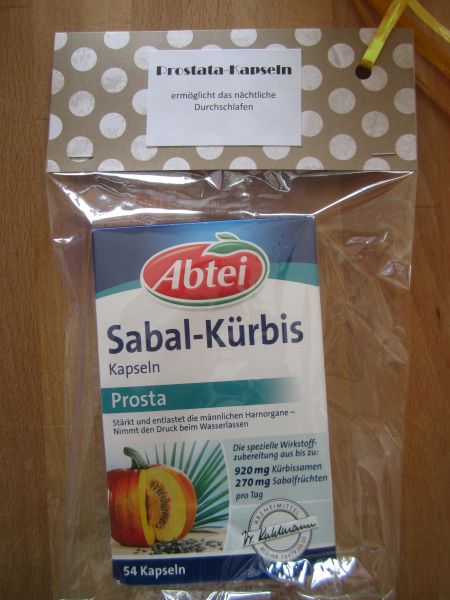 Prostata-Kapseln
ermöglicht das nächtliche
Durchschlafen
Abtei
Sabal-Kürbis
Kapseln
Prosta
Stärkt und entlastet die männlichen Harnorgane –
Nimmt den Druck beim Wasserlassen
Die spezielle Wirkstoff-
zubereitung aus bis zu:
920 mg Kürbissamen
270 mg Sabalfrüchten
pro Tag
ARZNEIMITTEL
54 Kapseln